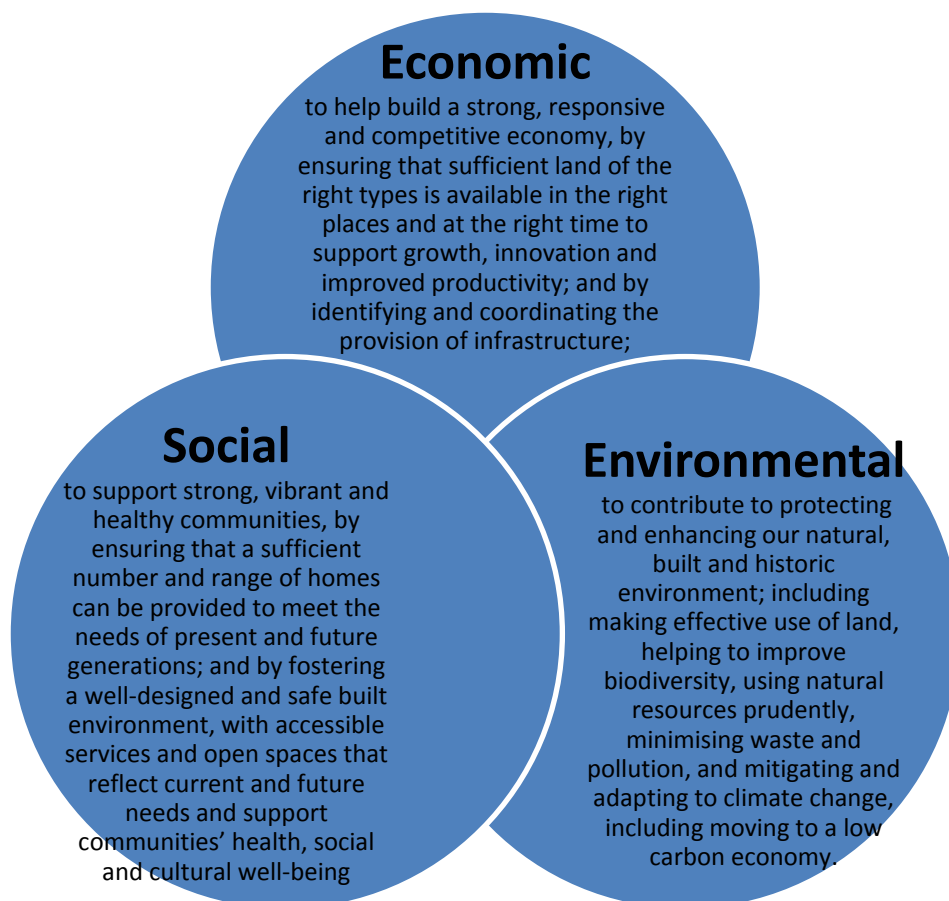 Economic
to help build a strong, responsive
and competitive economy, by
ensuring that sufficient land of the
right types is available in the right
places and at the right time to
support growth, innovation and
improved productivity; and by
identifying and coordinating the
provision of infrastructure;
Social
to support strong, vibrant and
healthy communities, by
ensuring that a sufficient
number and range of homes
can be provided to meet the
needs of present and future
generations; and by fostering
a well-designed and safe built
environment, with accessible
services and open spaces that
reflect current and future
needs and support
communities’ health, social
and cultural well-being
Environmental
to contribute to protecting
and enhancing our natural,
built and historic
environment; including
making effective use of land,
helping to improve
biodiversity, using natural
resources prudently,
minimising waste and
pollution, and mitigating and
adapting to climate change,
including moving to a low
carbon economy.